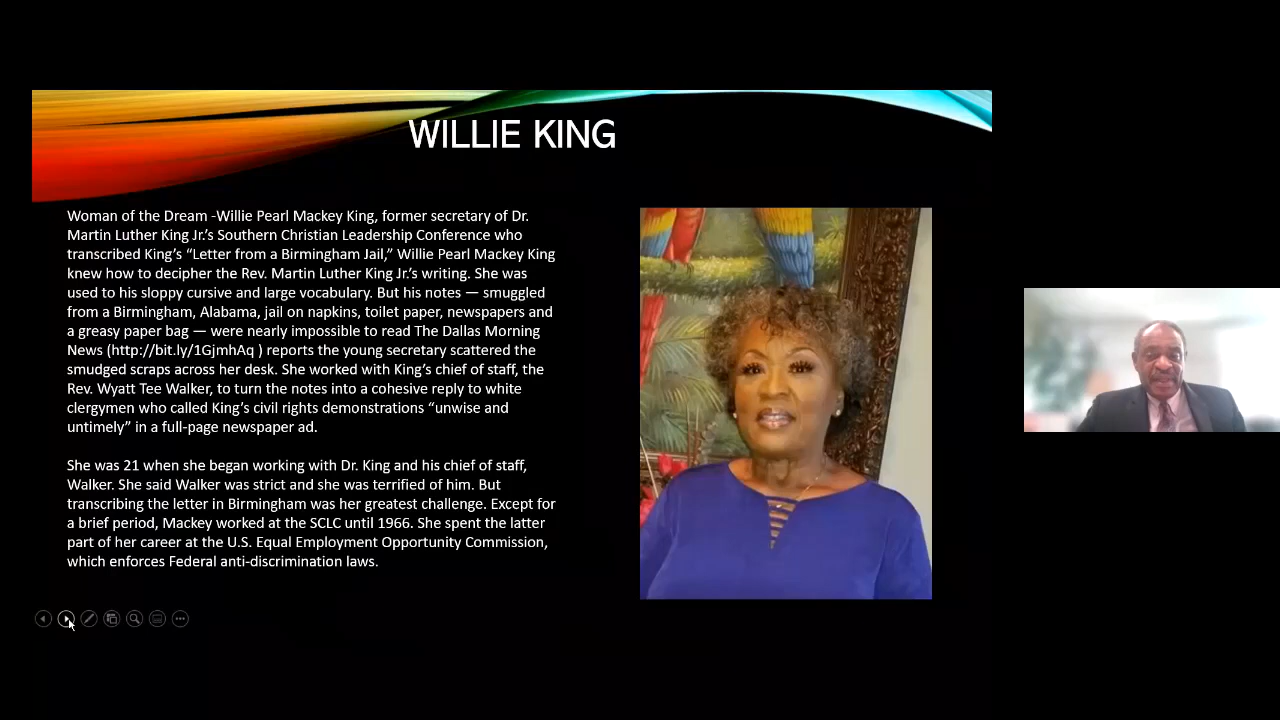 WILLIE KING
Woman of the Dream -Willie Pearl Mackey King, former secretary of Dr.
Martin Luther King Jr.’s Southern Christian Leadership Conference who
transcribed King’s “Letter from a Birmingham Jail,” Willie Pearl Mackey King
knew how to decipher the Rev. Martin Luther King Jr.’s writing. She was
used to his sloppy cursive and large vocabulary. But his notes — smuggled
from a Birmingham, Alabama, jail on napkins, toilet paper, newspapers and
a greasy paper bag — were nearly impossible to read The Dallas Morning
News (http://bit.ly/1GjmhAq ) reports the young secretary scattered the
smudged scraps across her desk. She worked with King’s chief of staff, the
Rev. Wyatt Tee Walker, to turn the notes into a cohesive reply to white
clergymen who called King’s civil rights demonstrations “unwise and
untimely” in a full-page newspaper ad.
She was 21 when she began working with Dr. King and his chief of staff,
Walker. She said Walker was strict and she was terrified of him. But
transcribing the letter in Birmingham was her greatest challenge. Except for
a brief period, Mackey worked at the SCLC until 1966. She spent the latter
part of her career at the U.S. Equal Employment Opportunity Commission,
which enforces Federal anti-discrimination laws.